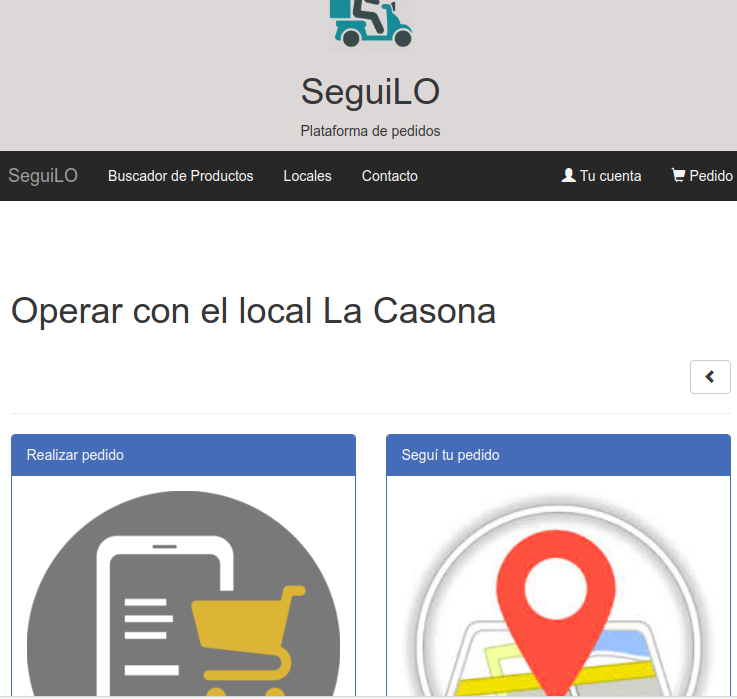 SeguiLO
Plataforma de pedidos
SeguiLO Buscador de Productos Locales Contacto Tu cuenta Pedido
Operar con el local La Casona
Realizar pedido
Seguí tu pedido